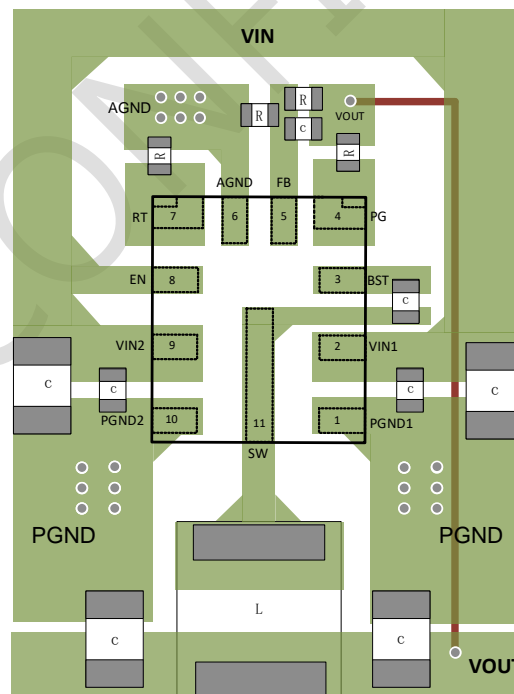 VIN
AGND
R
R
C
VOUT
R
R
AGND
FB
RT
7
6
5
4
PG
EN
8
3
BST
C
VIN2
9
2
VIN1
C
C
C
C
PGND2
10
11
1
PGND1
SW
PGND
PGND
L
C
C
VOUT